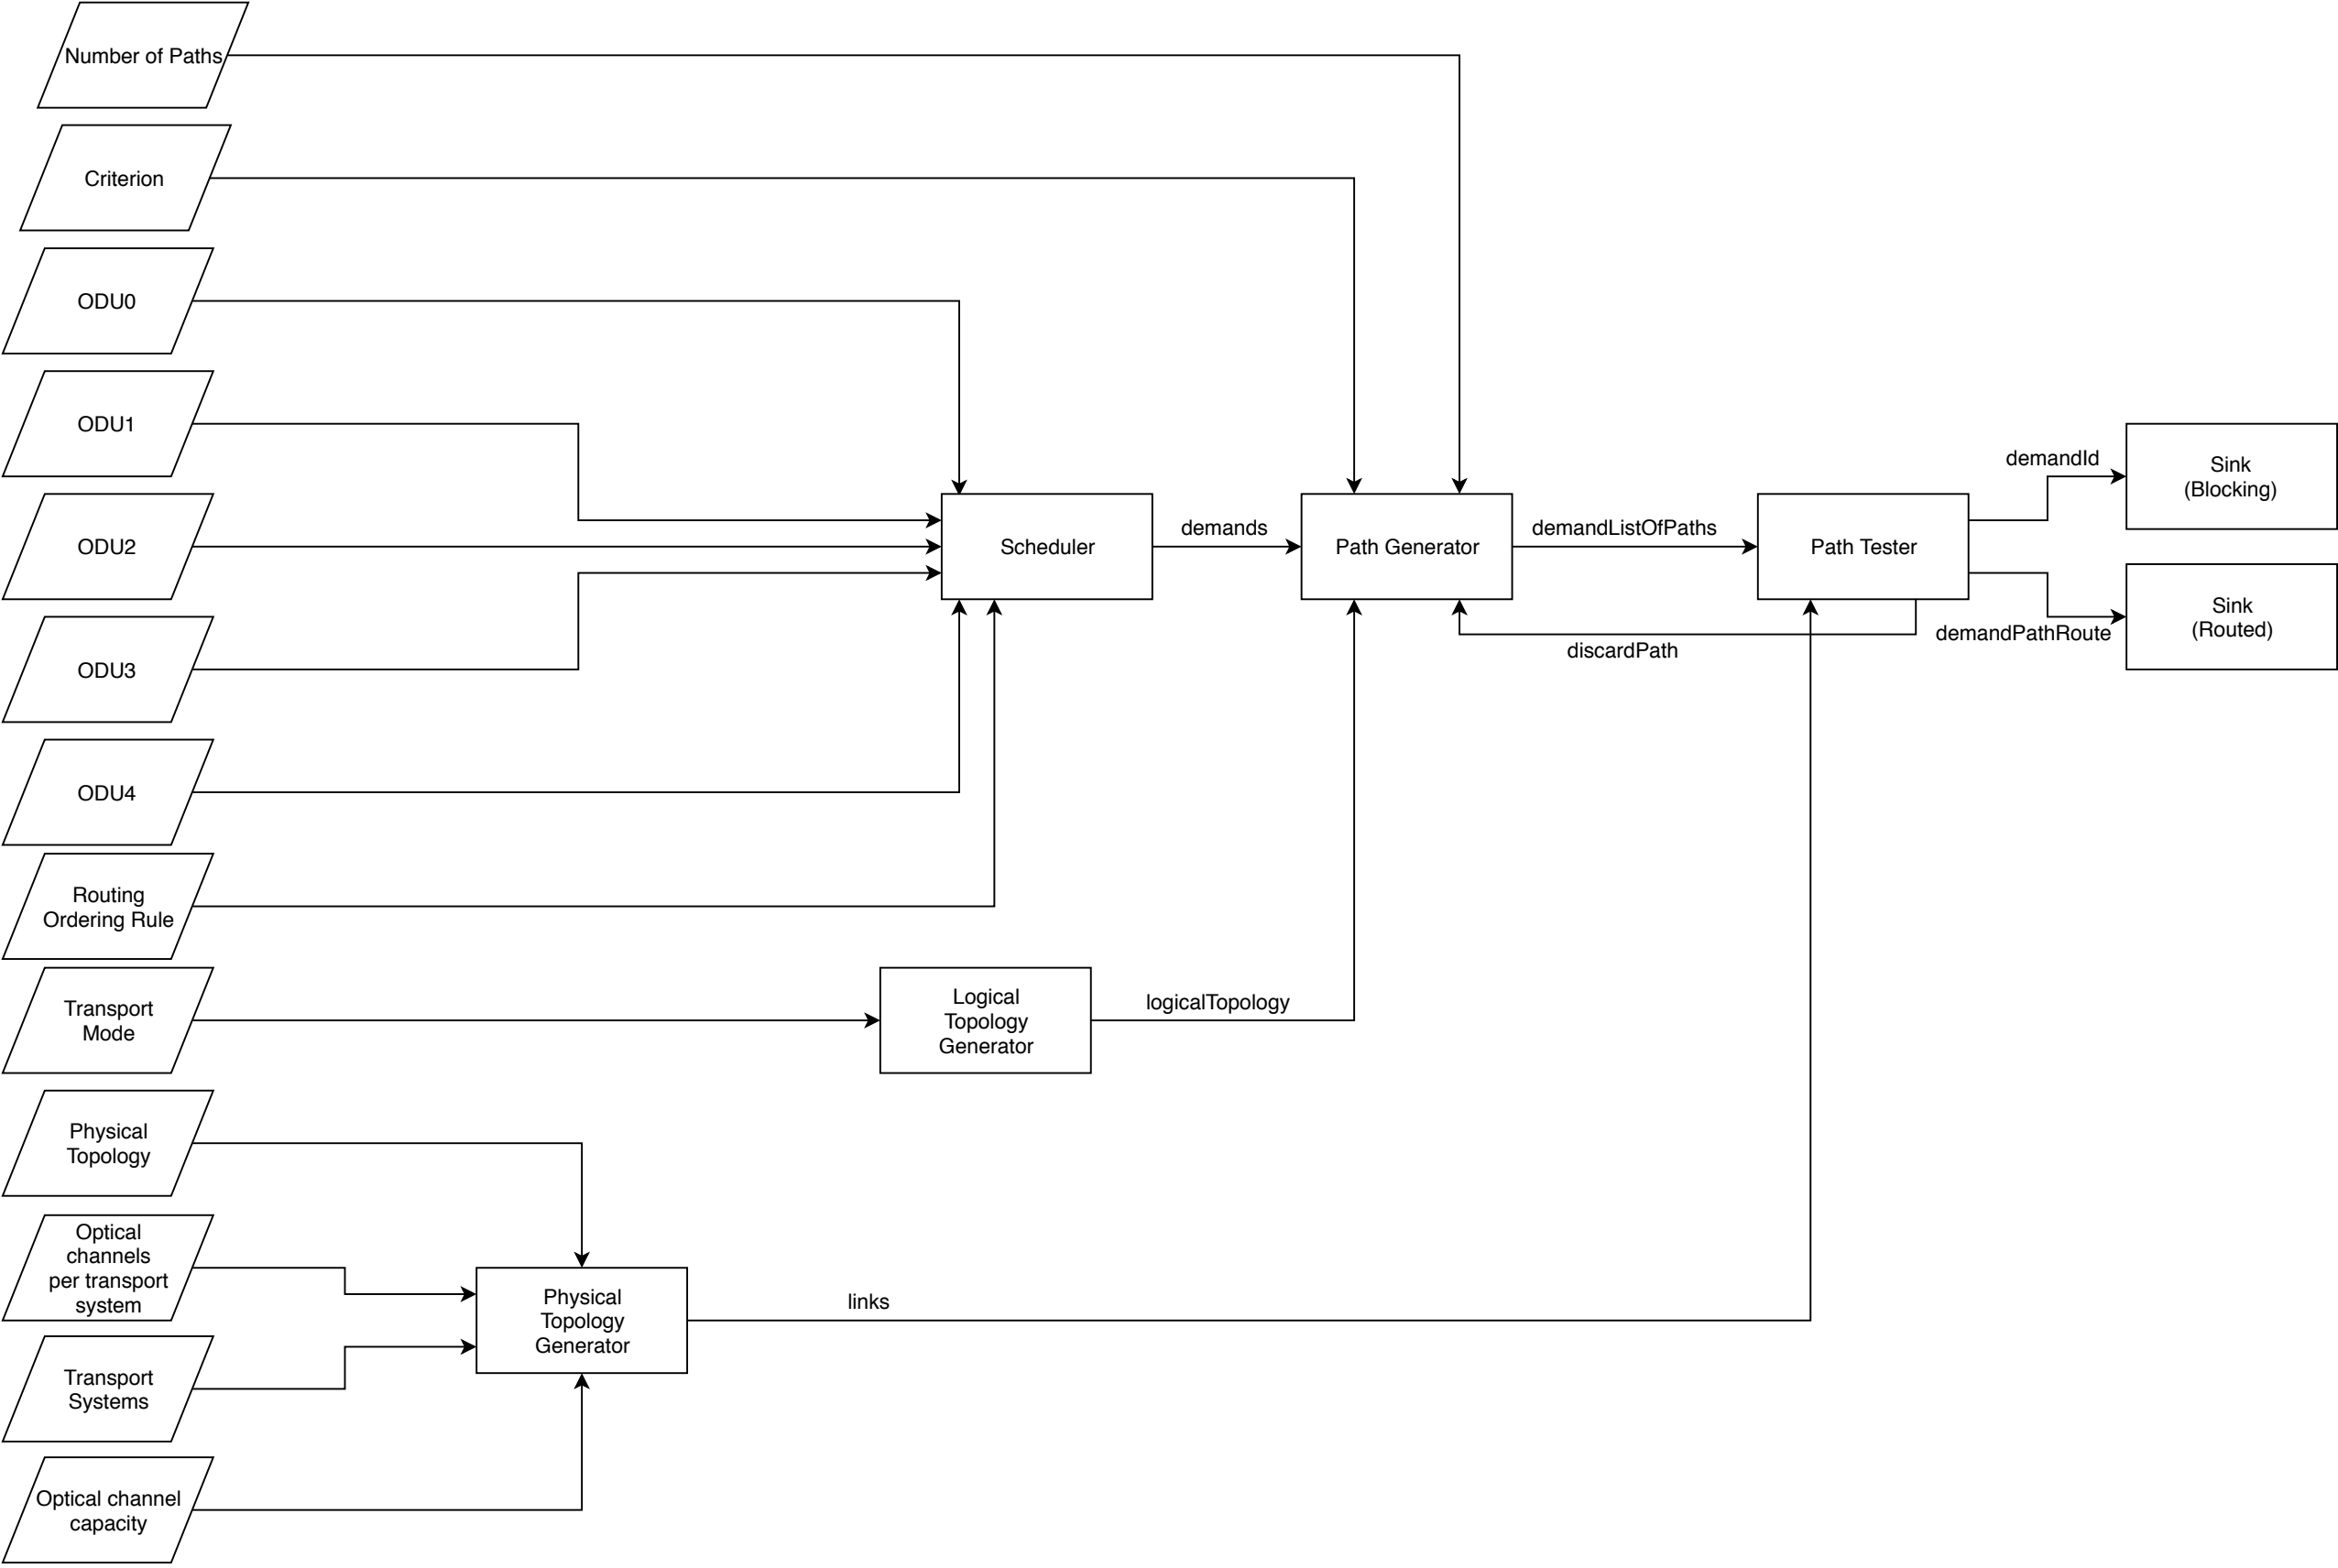 Number of Paths
Criterion
ODU0
ODU1
ODU2
ODU3
ODU4
Routing
Ordering Rule
Transport
Mode
Physical
Topology
Optical
channels
per transport
system
Transport
Systems
Optical channel
capacity
Scheduler
demands
Path Generator
demandListOfPaths
Path Tester
demandId
Sink
(Blocking)
demandPathRoute
Sink
(Routed)
discardPath
Logical
Topology
Generator
logicalTopology
Physical
Topology
Generator
links